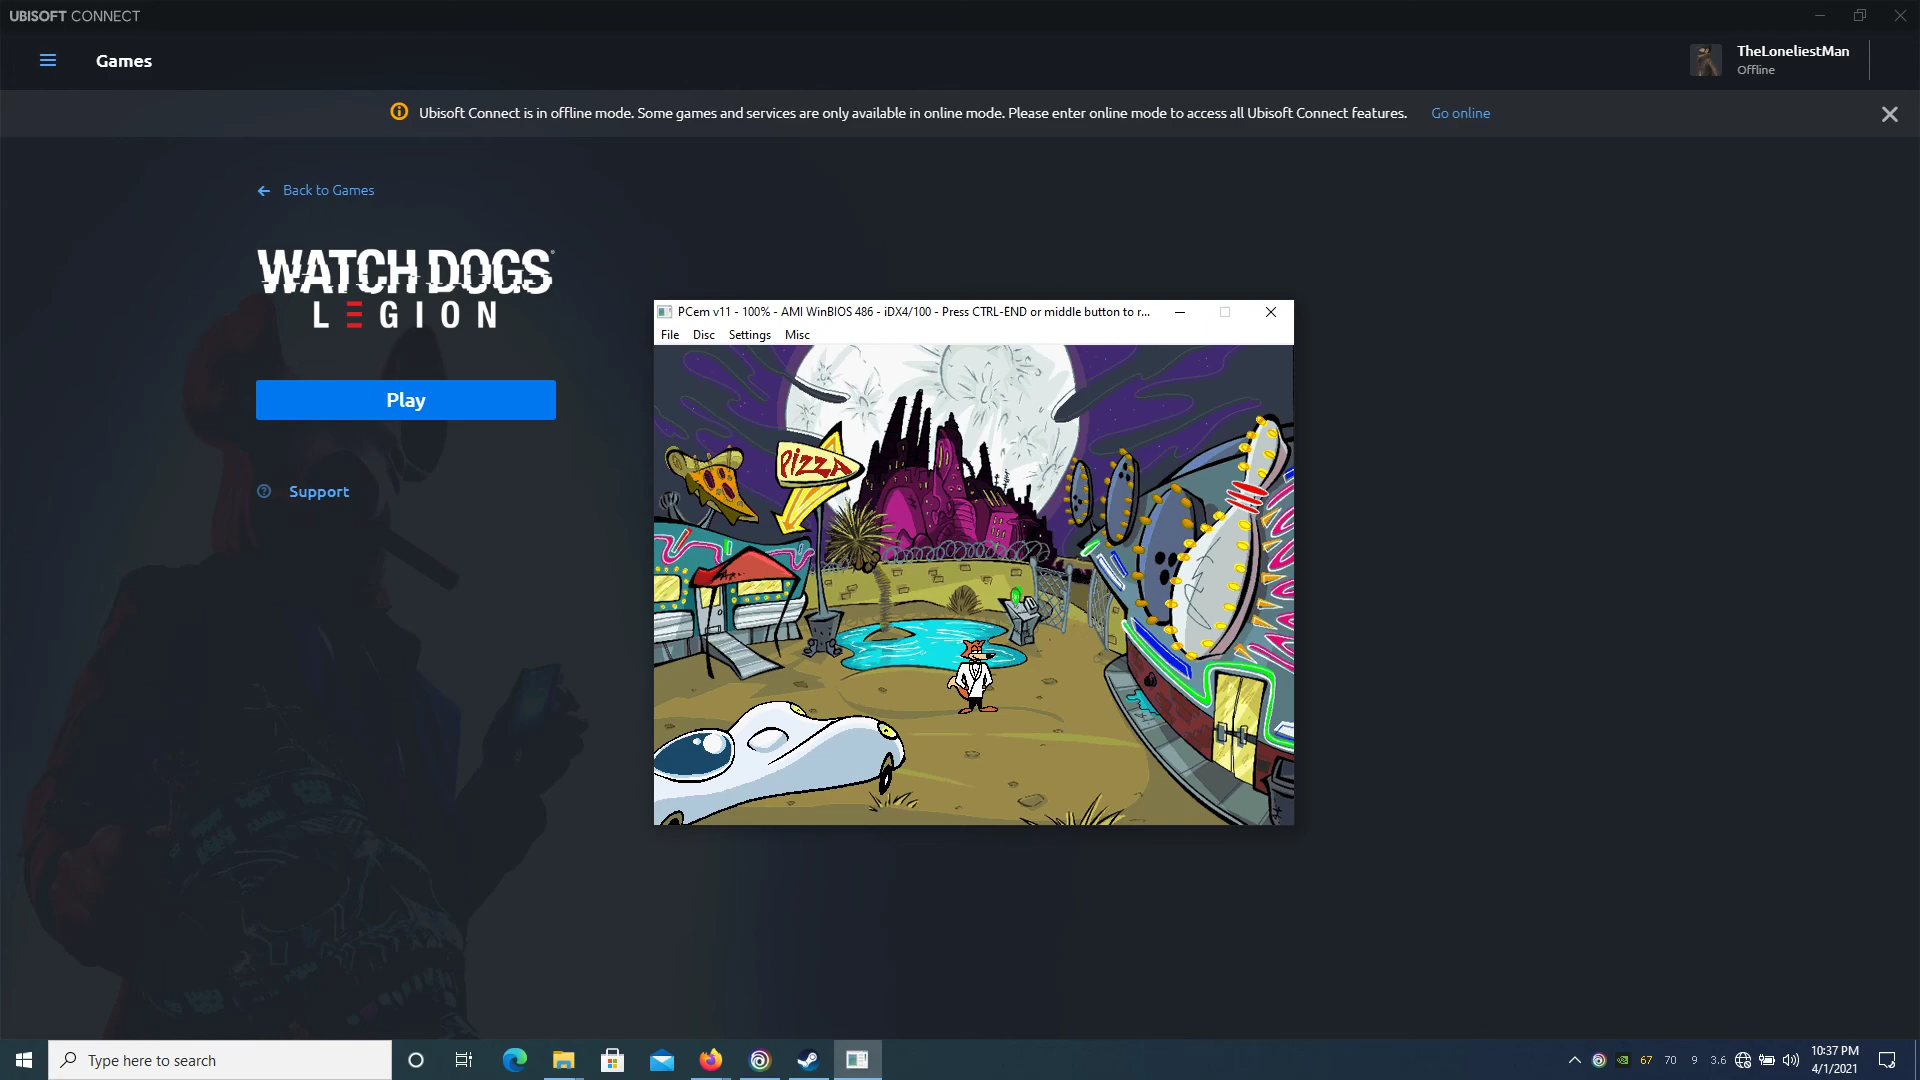 UBISOFT CONNECT
Games
TheLoneliestMan
Offline
Ubisoft Connect is in offline mode. Some games and services are only available in online mode. Please enter online mode to access all Ubisoft Connect features. Go online
Back to Games
WATCH DOGS
LEGION
Play
Support
PCem v11 - 100% - AMI WinBIOS 486 - iDX4/100 - Press CTRL-END or middle button to r...
File Disc Settings Misc
PIZZA
Type here to search
67 70 9 3.6
10:37 PM
4/1/2021